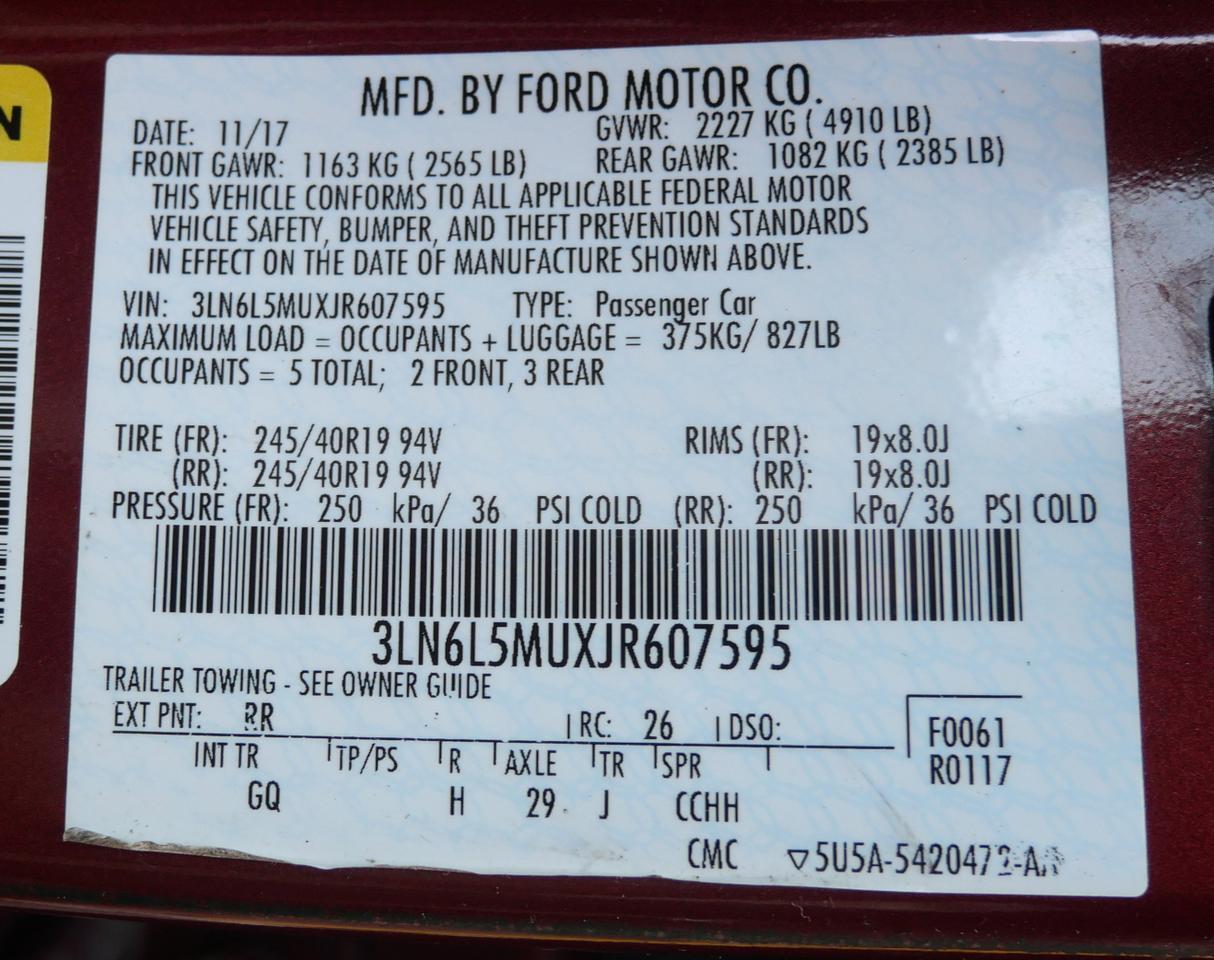 N
MFD. BY FORD MOTOR CO.
DATE: 11/17 GVWR: 2227 KG ( 4910 LB)
FRONT GAWR: 1163 KG ( 2565 LB) REAR GAWR: 1082 KG ( 2385 LB)
THIS VEHICLE CONFORMS TO ALL APPLICABLE FEDERAL MOTOR
VEHICLE SAFETY, BUMPER, AND THEFT PREVENTION STANDARDS
IN EFFECT ON THE DATE OF MANUFACTURE SHOWN ABOVE.
VIN: 3LN6L5MUXJR607595 TYPE: Passenger Car
MAXIMUM LOAD = OCCUPANTS + LUGGAGE = 375KG/ 827LB
OCCUPANTS = 5 TOTAL; 2 FRONT, 3 REAR
TIRE (FR): 245/40R19 94V RIMS (FR): 19x8.0J
(RR): 245/40R19 94V (RR): 19x8.0J
PRESSURE (FR): 250 kPa/ 36 PSI COLD (RR): 250 kPa/ 36 PSI COLD
3LN6L5MUXJR607595
TRAILER TOWING - SEE OWNER GUIDE
EXT PNT: RR RC: 26 DSO: F0061
INT TR TP/PS R AXLE TR SPR R0117
GQ H 29 J CCHH
CMC